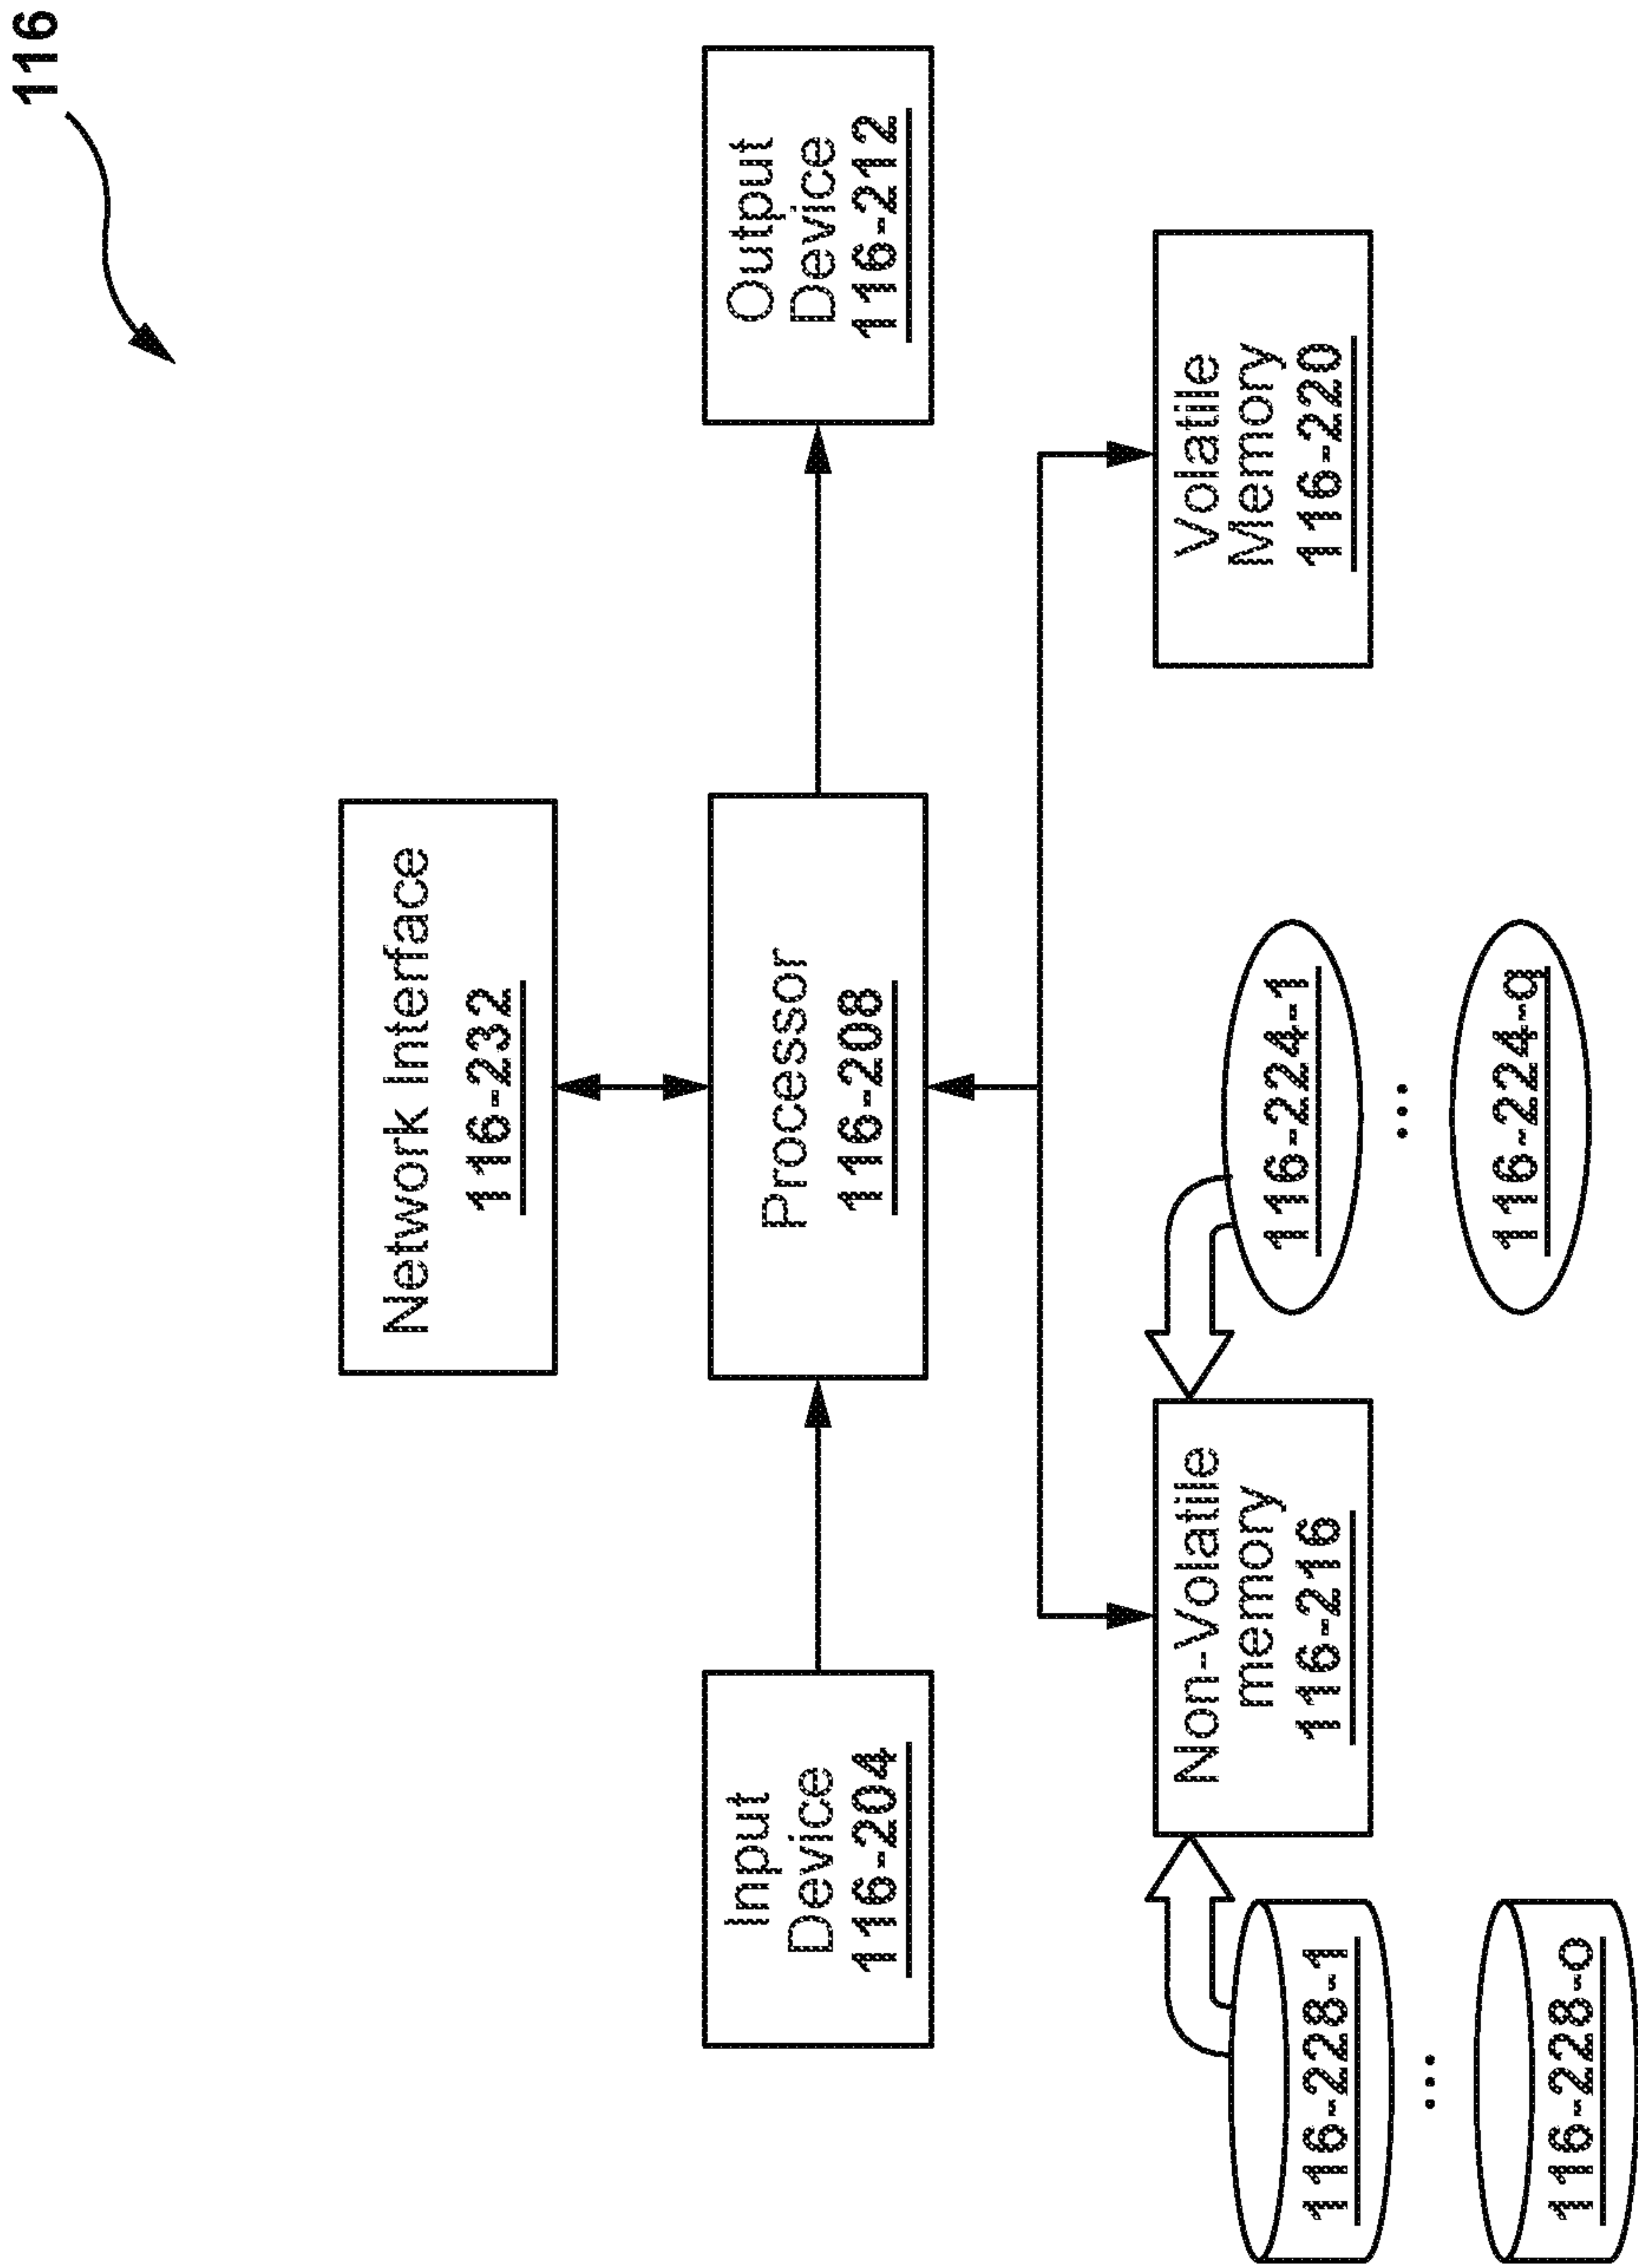 116
Network Interface
116-232
Input
Device
116-204
Processor
116-208
Output
Device
116-212
Non-Volatile
memory
116-216
Volatile
Memory
116-220
116-228-1
...
116-228-o
116-224-1
...
116-224-q